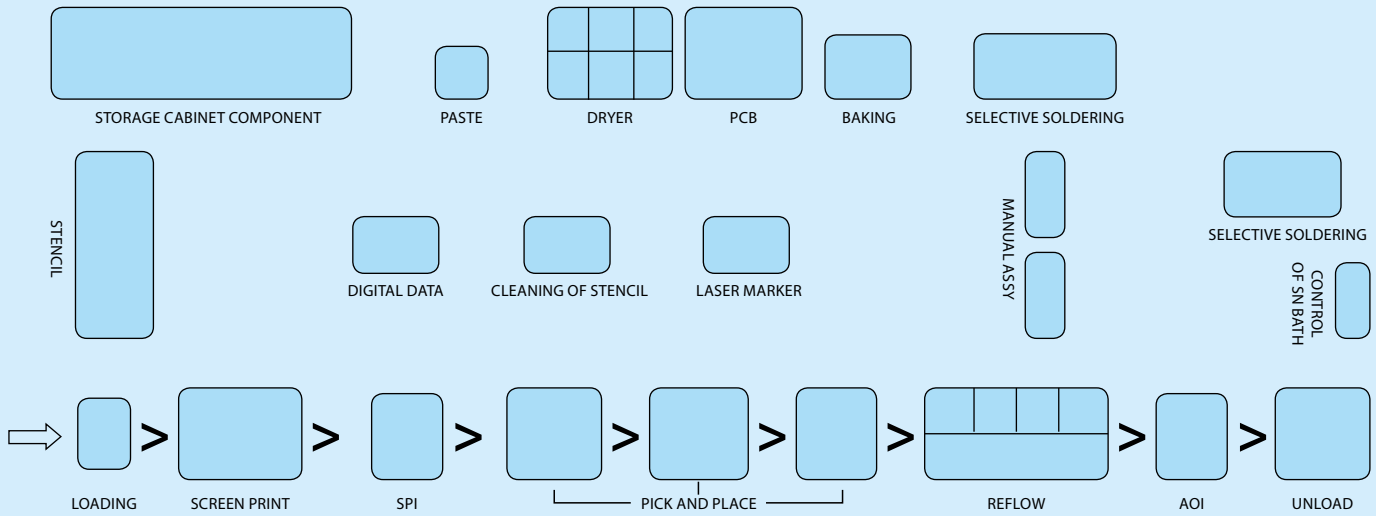 STORAGE CABINET COMPONENT
PASTE
DRYER
PCB
BAKING
SELECTIVE SOLDERING
STENCIL
DIGITAL DATA
CLEANING OF STENCIL
LASER MARKER
MANUAL ASSY
SELECTIVE SOLDERING
CONTROL
OF SN BATH
> > > > > > > >
LOADING
SCREEN PRINT
SPI
PICK AND PLACE
REFLOW
AOI
UNLOAD